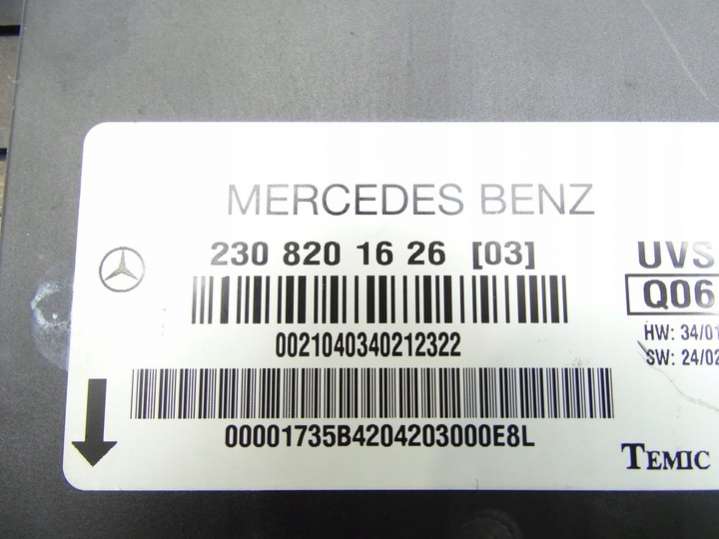 MERCEDES BENZ
230 820 16 26 [03]
UVS
Q06
0021040340212322
HW: 34/01
SW: 24/02
00001735B4204203000E8L
TEMIC